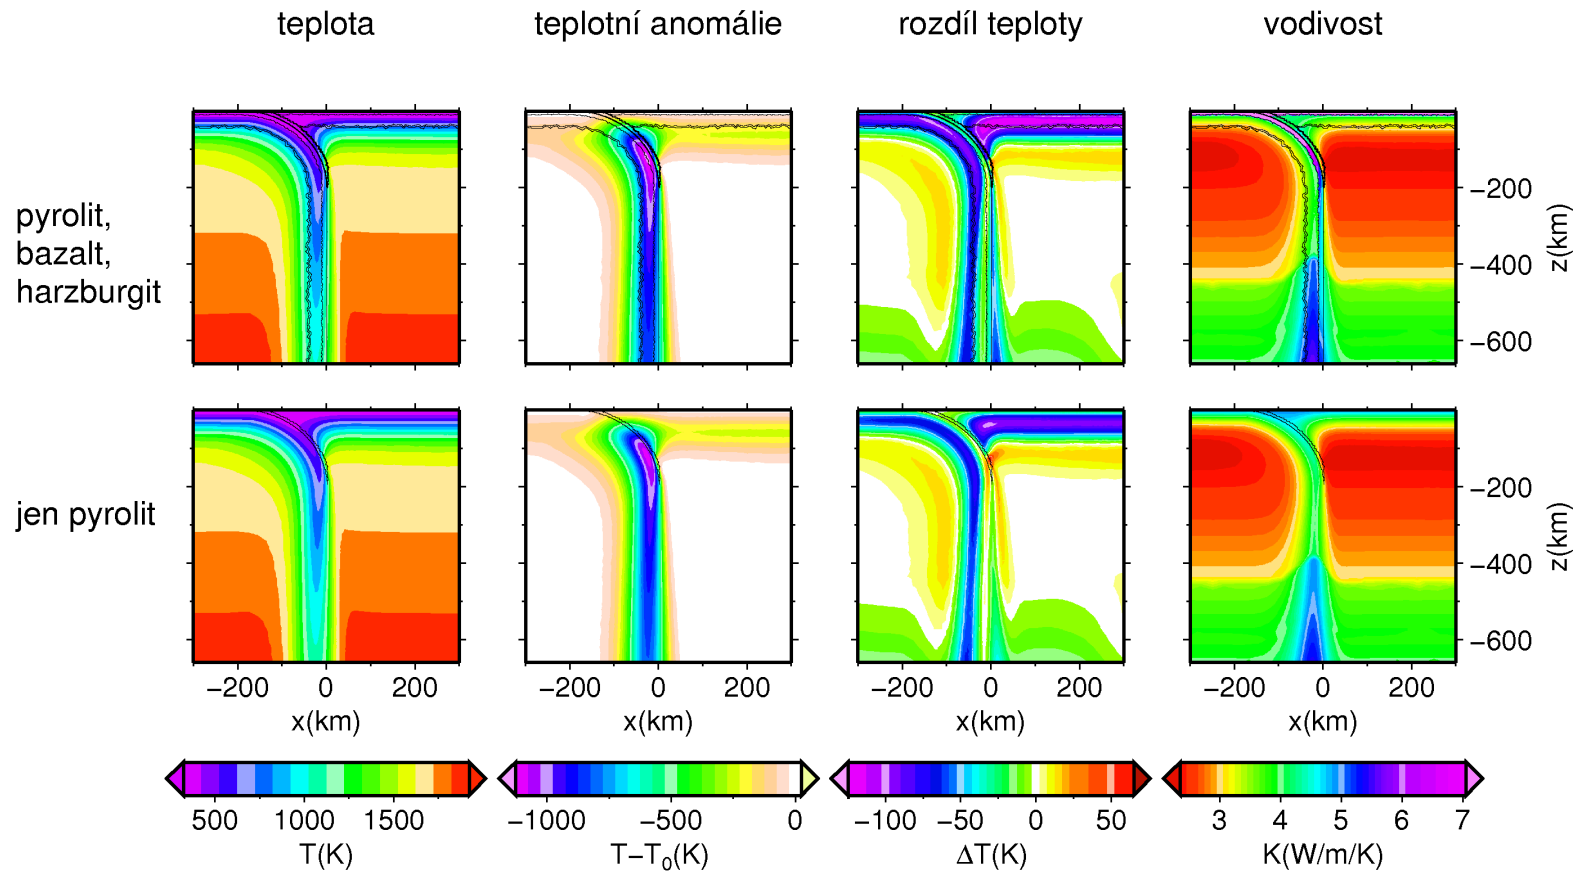 teplota teplotní anomálie rozdíl teploty vodivost
pyrolit,
bazalt,
harzburgit
−200
−400
−600
z(km)
jen pyrolit
−200
−400
−600
z(km)
−200 0 200 −200 0 200 −200 0 200 −200 0 200
x(km) x(km) x(km) x(km)
500 1000 1500 −1000 −500 0 −100 −50 0 50 3 4 5 6 7
T(K) T−T₀(K) ΔT(K) K(W/m/K)